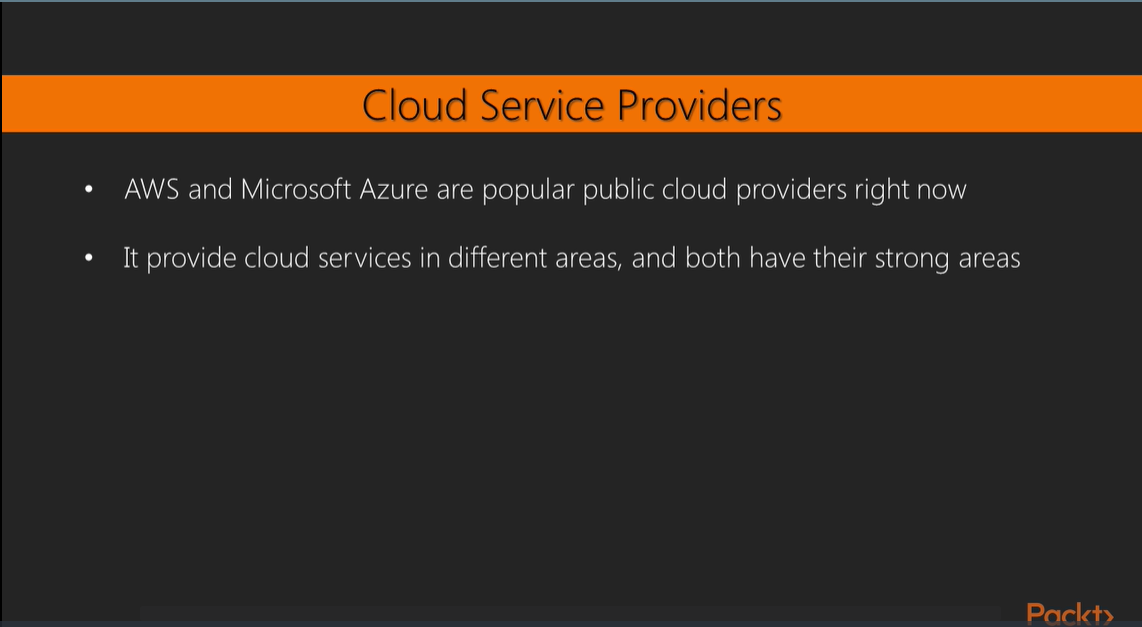 Cloud Service Providers
• AWS and Microsoft Azure are popular public cloud providers right now
• It provide cloud services in different areas, and both have their strong areas
Packt>